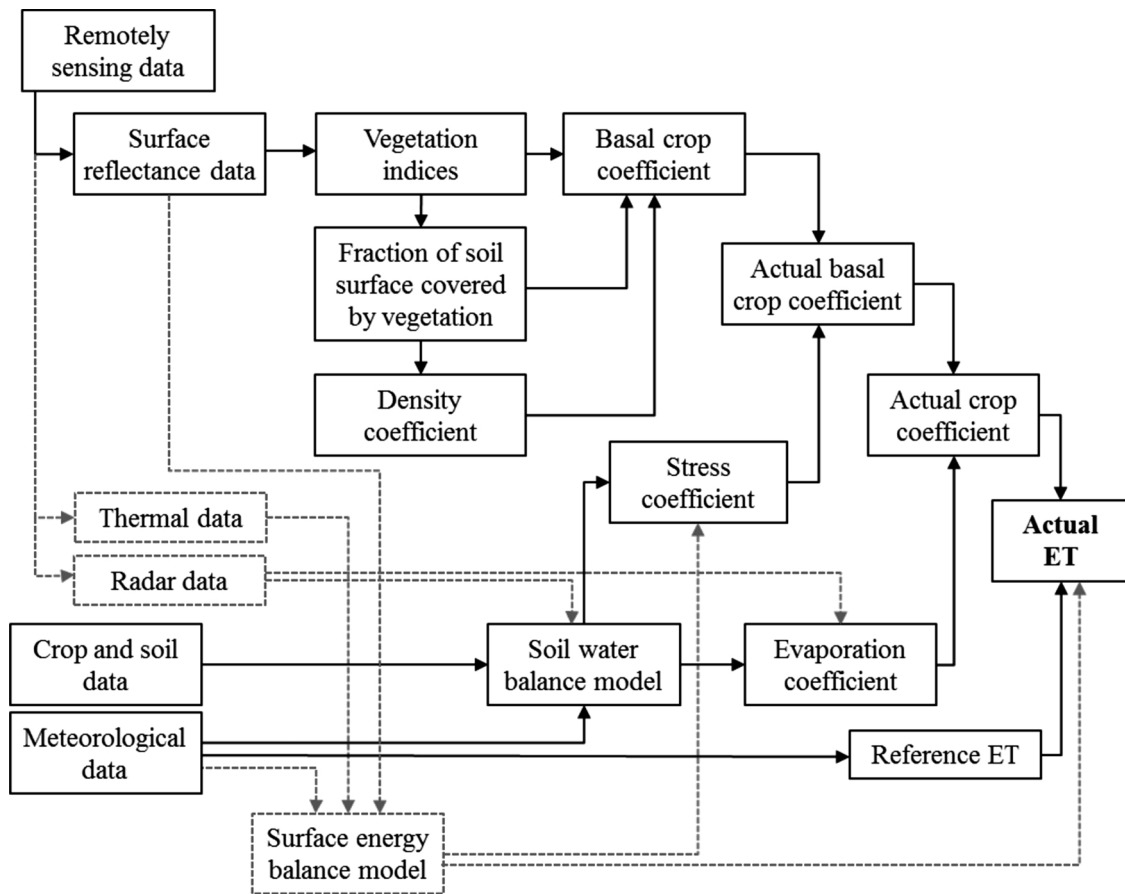 Remotely
sensing data
Surface
reflectance data
Vegetation
indices
Basal crop
coefficient
Fraction of soil
surface covered
by vegetation
Actual basal
crop coefficient
Density
coefficient
Actual crop
coefficient
Stress
coefficient
Thermal data
Actual
ET
Radar data
Crop and soil
data
Soil water
balance model
Evaporation
coefficient
Meteorological
data
Reference ET
Surface energy
balance model